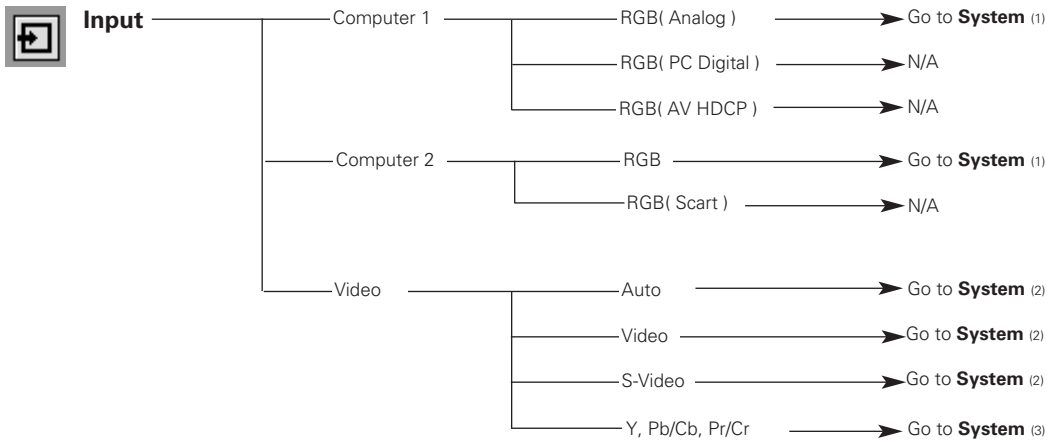 Input Computer 1 RGB( Analog ) Go to System (1)
RGB( PC Digital ) N/A
RGB( AV HDCP ) N/A
Computer 2 RGB Go to System (1)
RGB( Scart ) N/A
Video Auto Go to System (2)
Video Go to System (2)
S-Video Go to System (2)
Y, Pb/Cb, Pr/Cr Go to System (3)